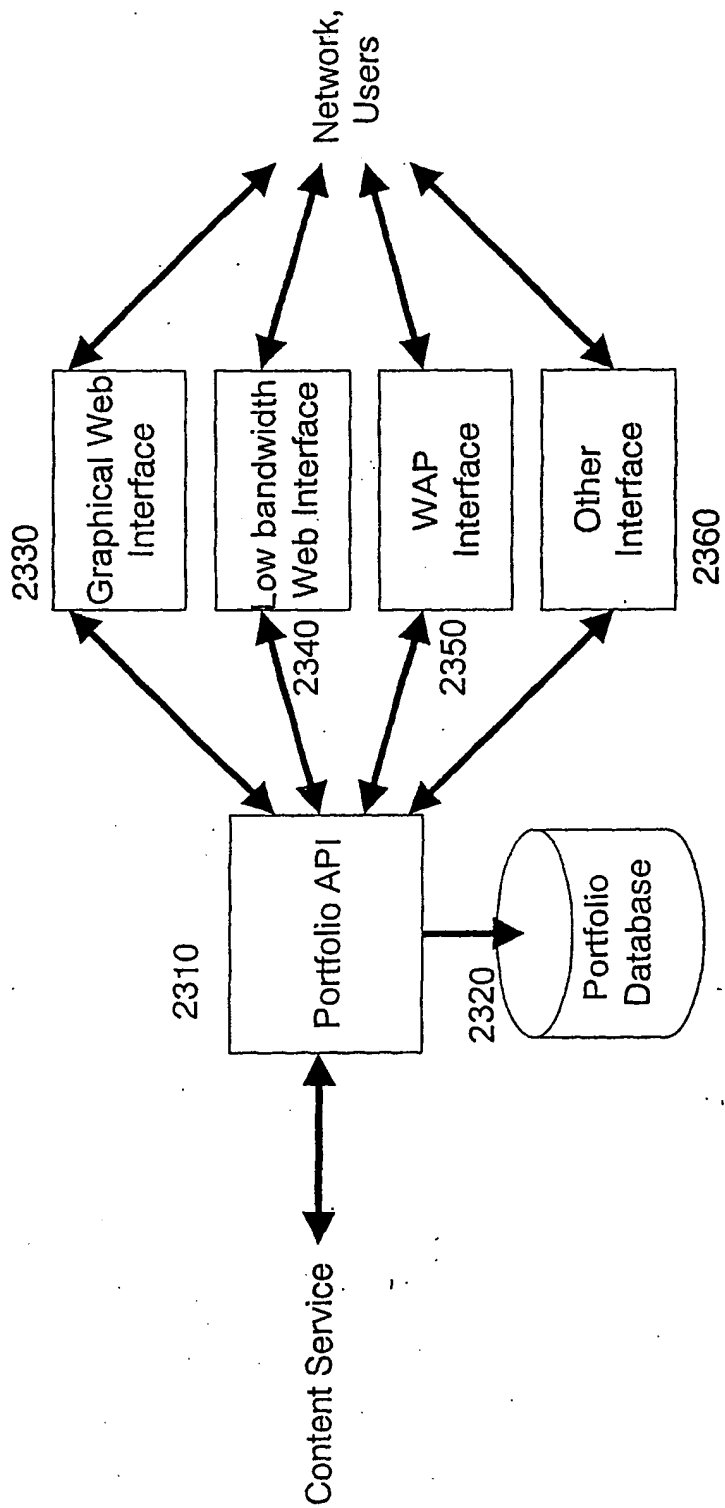 Content Service
2310
Portfolio API
2320
Portfolio
Database
2330
Graphical Web
Interface
2340
Low bandwidth
Web Interface
2350
WAP
Interface
2360
Other
Interface
Network,
Users